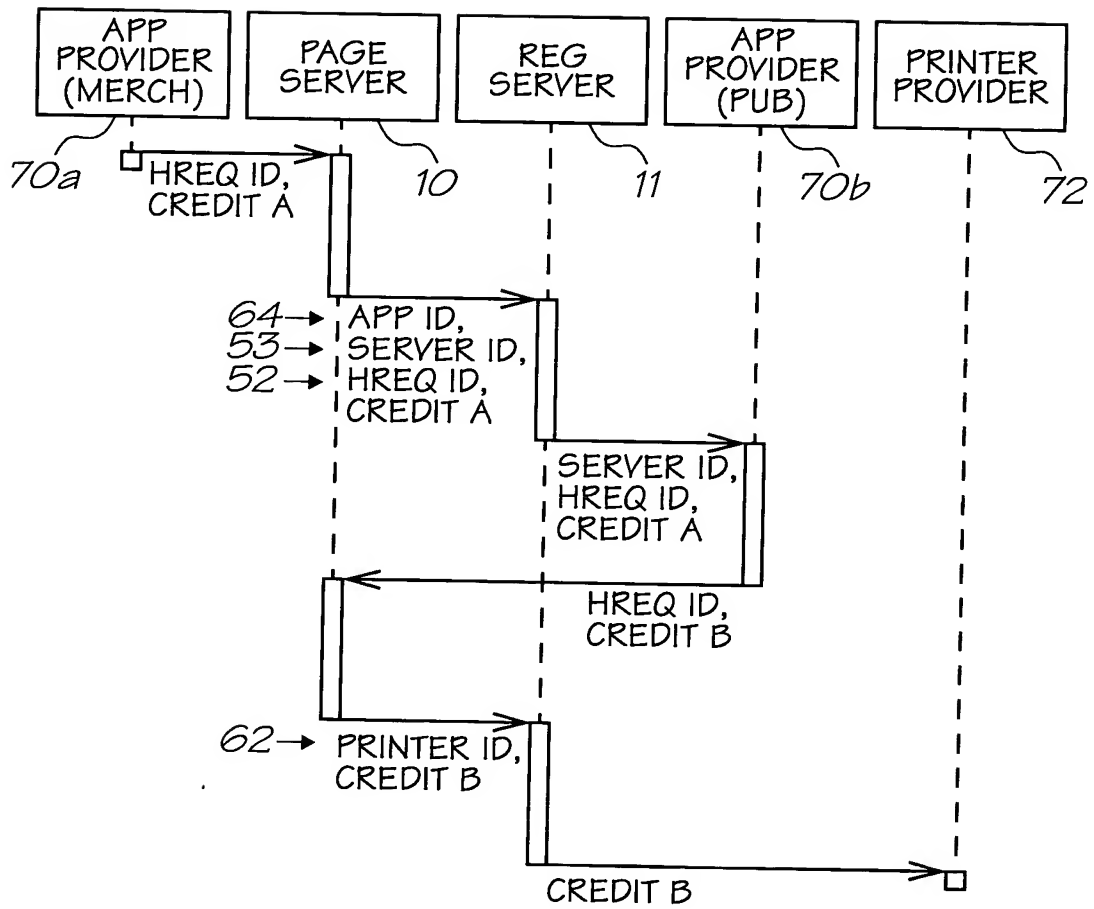 APP
PROVIDER
(MERCH)
PAGE
SERVER
REG
SERVER
APP
PROVIDER
(PUB)
PRINTER
PROVIDER
70a
10
11
70b
72
HREQ ID,
CREDIT A
64 → APP ID,
53 → SERVER ID,
52 → HREQ ID,
CREDIT A
SERVER ID,
HREQ ID,
CREDIT A
HREQ ID,
CREDIT B
62 → PRINTER ID,
CREDIT B
CREDIT B